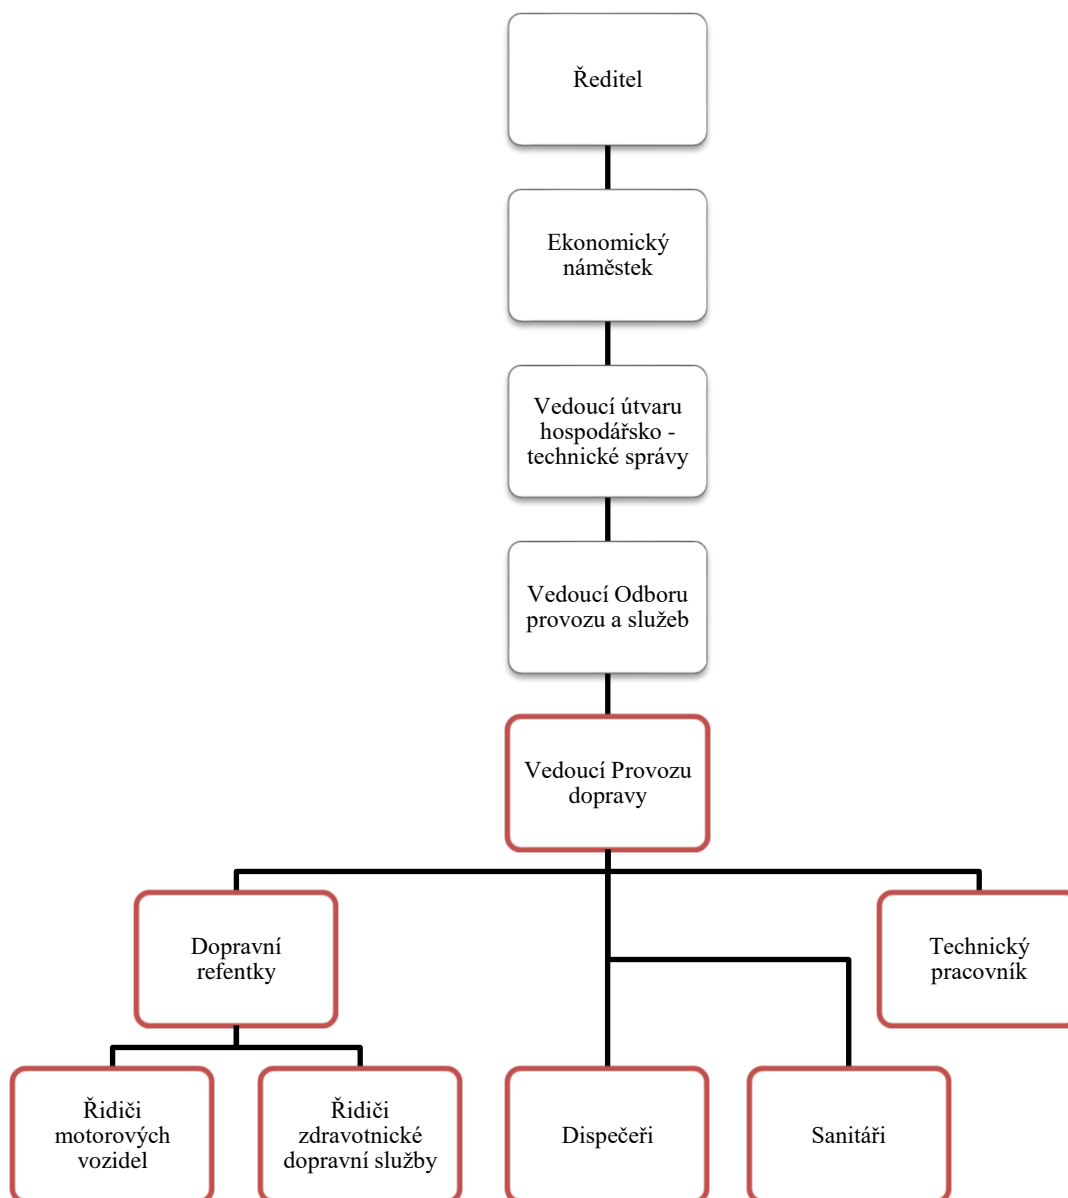 Ředitel
Ekonomický
náměstek
Vedoucí útvaru
hospodářsko -
technické správy
Vedoucí Odboru
provozu a služeb
Vedoucí Provozu
dopravy
Dopravní
refentky
Technický
pracovník
Řidiči
motorových
vozidel
Řidiči
zdravotnické
dopravní služby
Dispečeři
Sanitáři